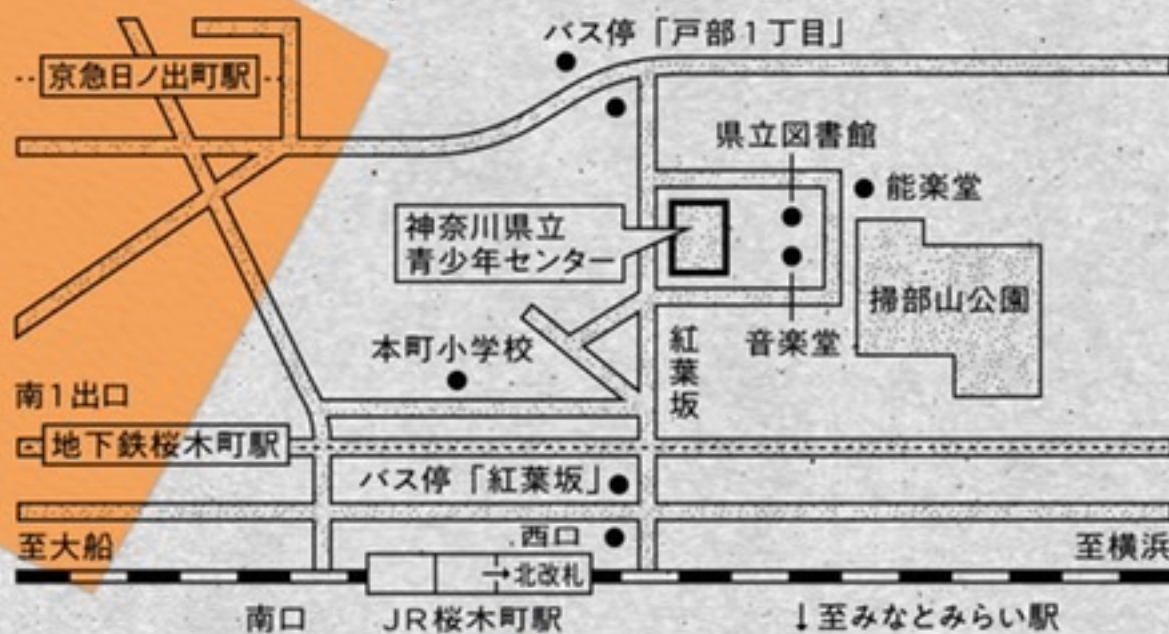 バス停「戸部1丁目」
京急日ノ出町駅
県立図書館
能楽堂
神奈川県立
青少年センター
掃部山公園
音楽堂
紅葉坂
本町小学校
南1出口
地下鉄桜木町駅
バス停「紅葉坂」
西口
至大船
至横浜
北改札
南口
JR桜木町駅
↓至みなとみらい駅